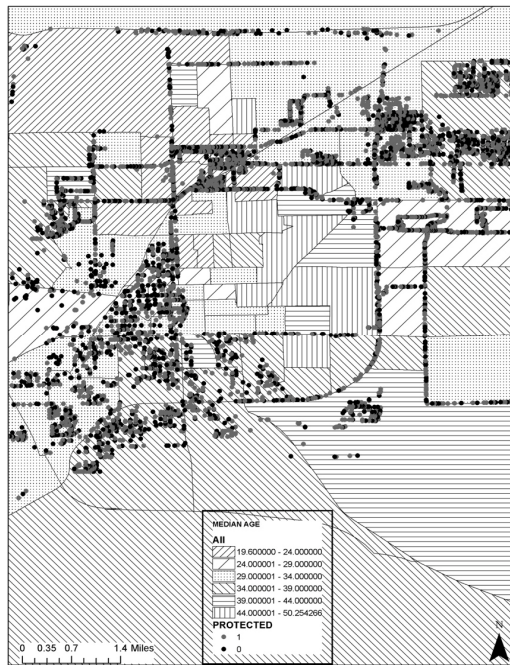 MEDIAN AGE
All
19.600000 - 24.000000
24.000001 - 29.000000
29.000001 - 34.000000
34.000001 - 39.000000
39.000001 - 44.000000
44.000001 - 50.254266
PROTECTED
1
0
0 0.35 0.7 1.4 Miles
N